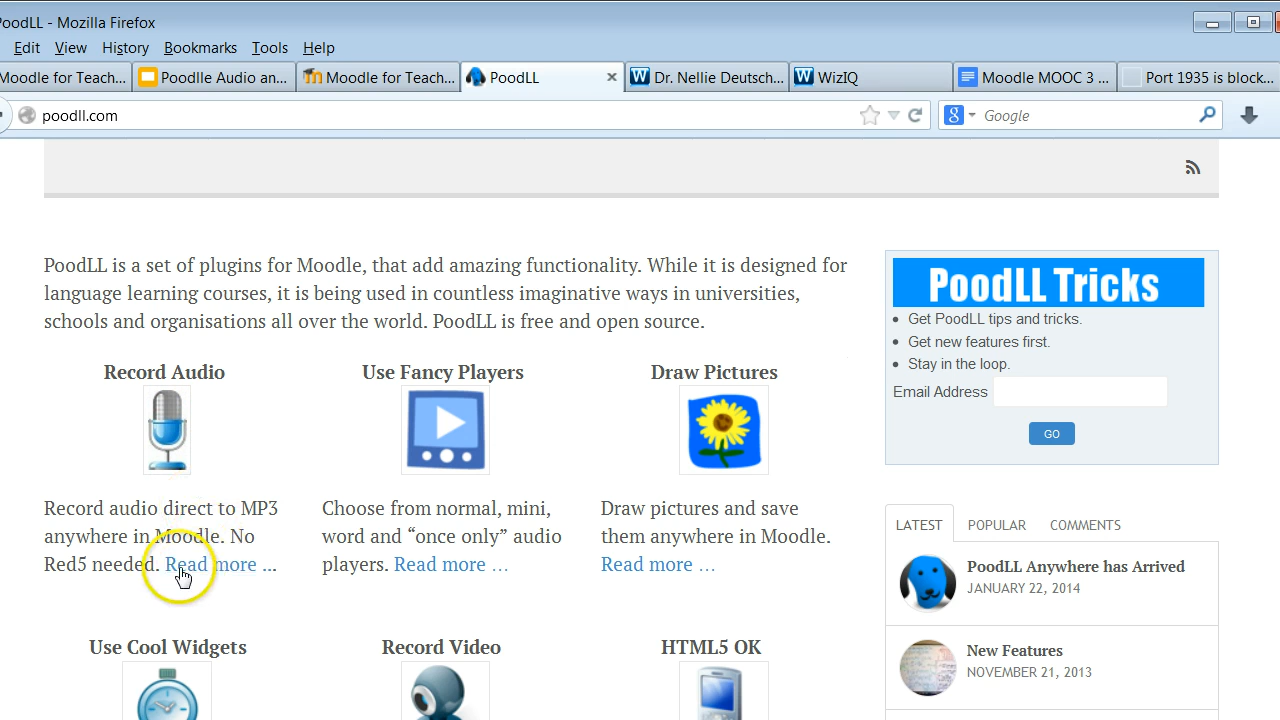 PoodLL - Mozilla Firefox
Edit View History Bookmarks Tools Help
Moodle for Teach... Poodlle Audio an... Moodle for Teach... PoodLL Dr. Nellie Deutsch... WizIQ Moodle MOOC 3 ... Port 1935 is block...
poodll.com Google
PoodLL is a set of plugins for Moodle, that add amazing functionality. While it is designed for
language learning courses, it is being used in countless imaginative ways in universities,
schools and organisations all over the world. PoodLL is free and open source.
Record Audio
Record audio direct to MP3
anywhere in Moodle. No
Red5 needed. Read more ...
Use Fancy Players
Choose from normal, mini,
word and “once only” audio
players. Read more …
Draw Pictures
Draw pictures and save
them anywhere in Moodle.
Read more …
Use Cool Widgets
Record Video
HTML5 OK
PoodLL Tricks
Get PoodLL tips and tricks.
Get new features first.
Stay in the loop.
Email Address
GO
LATEST POPULAR COMMENTS
PoodLL Anywhere has Arrived
JANUARY 22, 2014
New Features
NOVEMBER 21, 2013